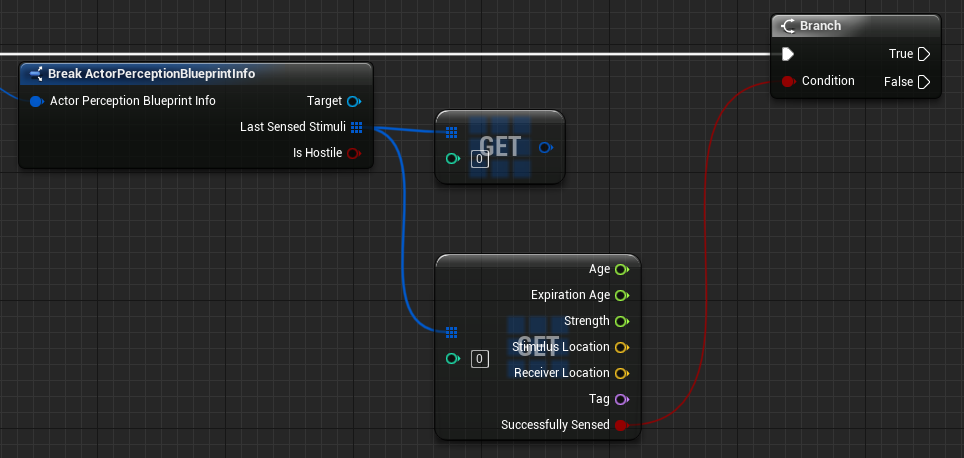 Branch
True
Condition
False
Break ActorPerceptionBlueprintInfo
Actor Perception Blueprint Info
Target
Last Sensed Stimuli
Is Hostile
GET
0
Age
Expiration Age
Strength
GET
Stimulus Location
0
Receiver Location
Tag
Successfully Sensed